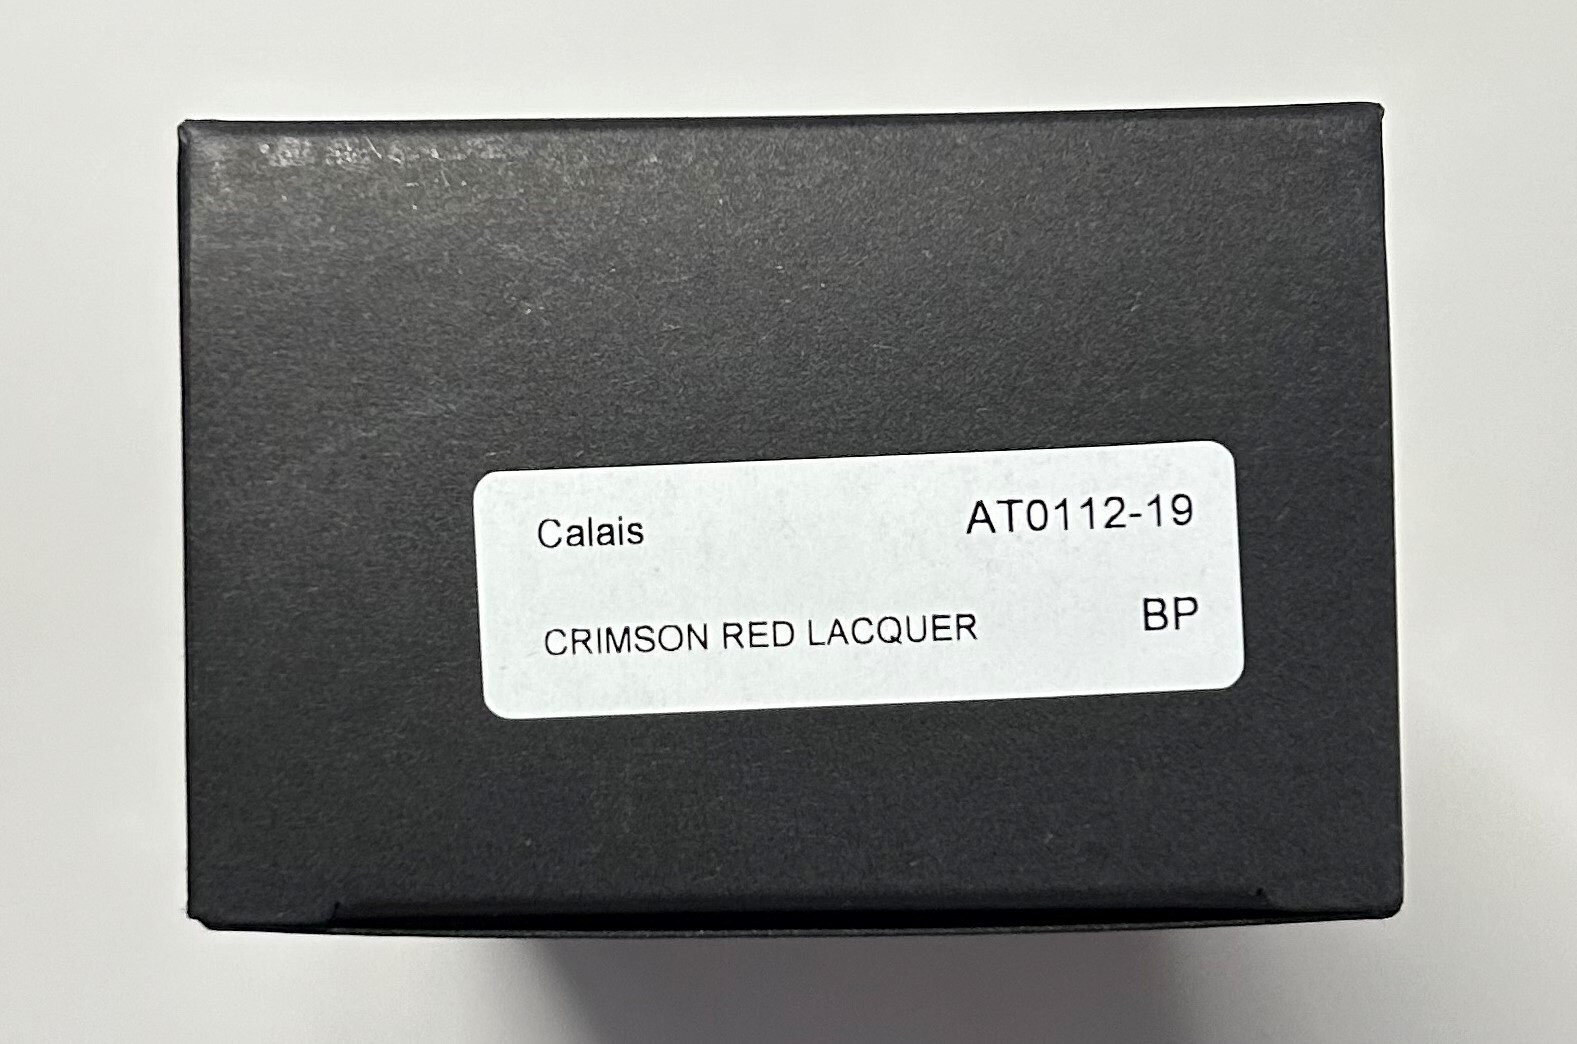 Calais AT0112-19
CRIMSON RED LACQUER BP